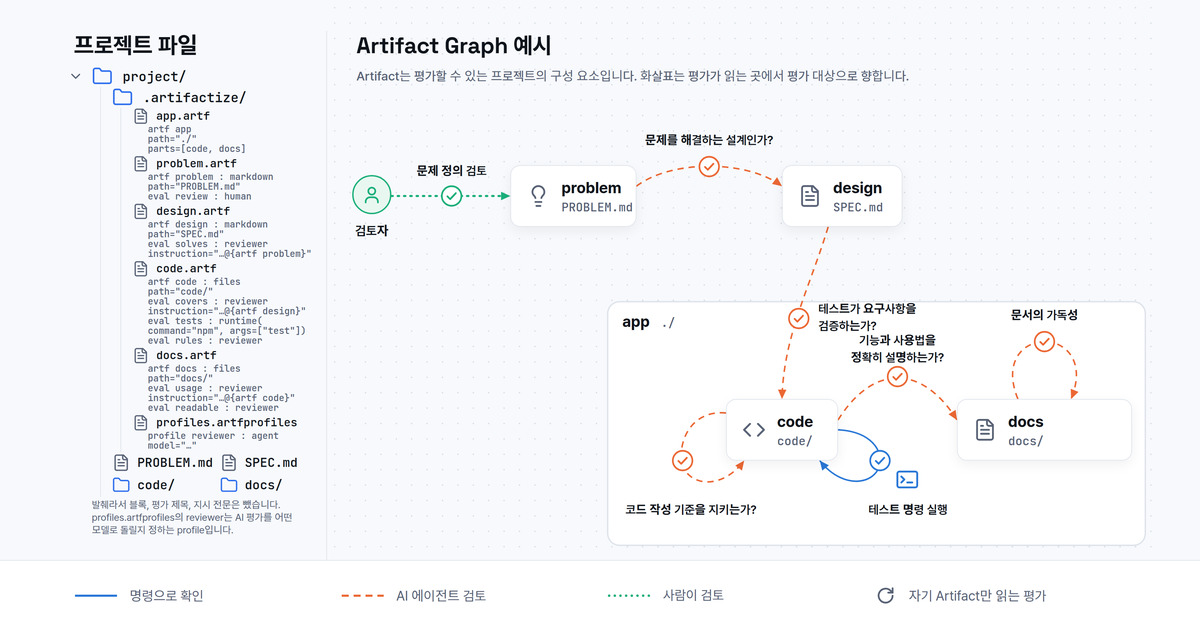 프로젝트 파일
project/
.artifactize/
app.artf
artf app
path="./"
parts=[code, docs]
problem.artf
artf problem : markdown
path="PROBLEM.md"
eval review : human
design.artf
artf design : markdown
path="SPEC.md"
eval solves : reviewer
instruction="…@{artf problem}"
code.artf
artf code : files
path="code/"
eval covers : reviewer
instruction="…@{artf design}"
eval tests : runtime(
command="npm", args=["test"])
eval rules : reviewer
docs.artf
artf docs : files
path="docs/"
eval usage : reviewer
instruction="…@{artf code}"
eval readable : reviewer
profiles.artfprofiles
profile reviewer : agent
model="…"
PROBLEM.md
SPEC.md
code/
docs/
발췌라서 블록, 평가 제목, 지시 전문은 뺐습니다.
profiles.artfprofiles의 reviewer는 AI 평가를 어떤
모델로 돌릴지 정하는 profile입니다.
Artifact Graph 예시
Artifact는 평가할 수 있는 프로젝트의 구성 요소입니다. 화살표는 평가가 읽는 곳에서 평가 대상으로 향합니다.
검토자
문제 정의 검토
problem
PROBLEM.md
문제를 해결하는 설계인가?
design
SPEC.md
app ./
테스트가 요구사항을
검증하는가?
기능과 사용법을
정확히 설명하는가?
문서의 가독성
code
code/
docs
docs/
코드 작성 기준을 지키는가?
테스트 명령 실행
명령으로 확인
AI 에이전트 검토
사람이 검토
자기 Artifact만 읽는 평가